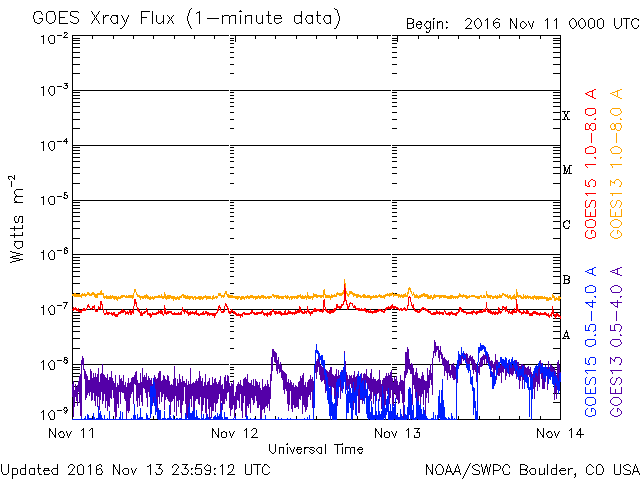 GOES Xray Flux (1-minute data)
Begin: 2016 Nov 11 0000 UTC
10-2
10-3
10-4
10-5
10-6
10-7
10-8
10-9
Watts m-2
X
M
C
B
A
GOES15 1.0-8.0 A
GOES13 1.0-8.0 A
GOES15 0.5-4.0 A
GOES13 0.5-4.0 A
Nov 11
Nov 12
Nov 13
Nov 14
Universal Time
Updated 2016 Nov 13 23:59:12 UTC
NOAA/SWPC Boulder, CO USA